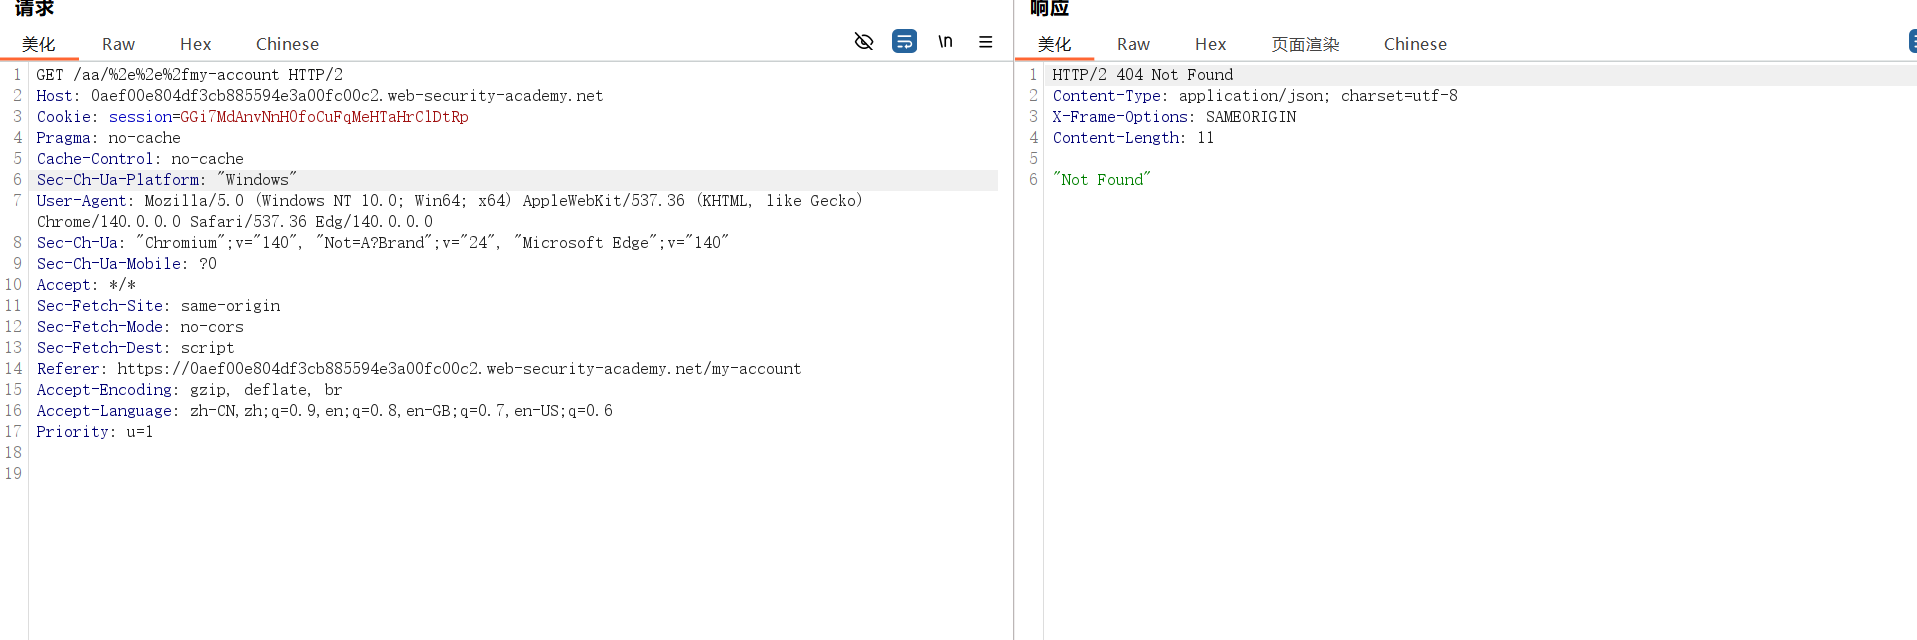 请求
美化 Raw Hex Chinese \n
1 GET /aa/%2e%2e%2fmy-account HTTP/2
2 Host: 0aef00e804df3cb885594e3a00fc00c2.web-security-academy.net
3 Cookie: session=GGi7MdAnvNnHOfoCuFqMeHTaHrClDtRp
4 Pragma: no-cache
5 Cache-Control: no-cache
6 Sec-Ch-Ua-Platform: "Windows"
7 User-Agent: Mozilla/5.0 (Windows NT 10.0; Win64; x64) AppleWebKit/537.36 (KHTML, like Gecko)
Chrome/140.0.0.0 Safari/537.36 Edg/140.0.0.0
8 Sec-Ch-Ua: "Chromium";v="140", "Not=A?Brand";v="24", "Microsoft Edge";v="140"
9 Sec-Ch-Ua-Mobile: ?0
10 Accept: */*
11 Sec-Fetch-Site: same-origin
12 Sec-Fetch-Mode: no-cors
13 Sec-Fetch-Dest: script
14 Referer: https://0aef00e804df3cb885594e3a00fc00c2.web-security-academy.net/my-account
15 Accept-Encoding: gzip, deflate, br
16 Accept-Language: zh-CN,zh;q=0.9,en;q=0.8,en-GB;q=0.7,en-US;q=0.6
17 Priority: u=1
18
19
响应
美化 Raw Hex 页面渲染 Chinese
1 HTTP/2 404 Not Found
2 Content-Type: application/json; charset=utf-8
3 X-Frame-Options: SAMEORIGIN
4 Content-Length: 11
5
6 "Not Found"